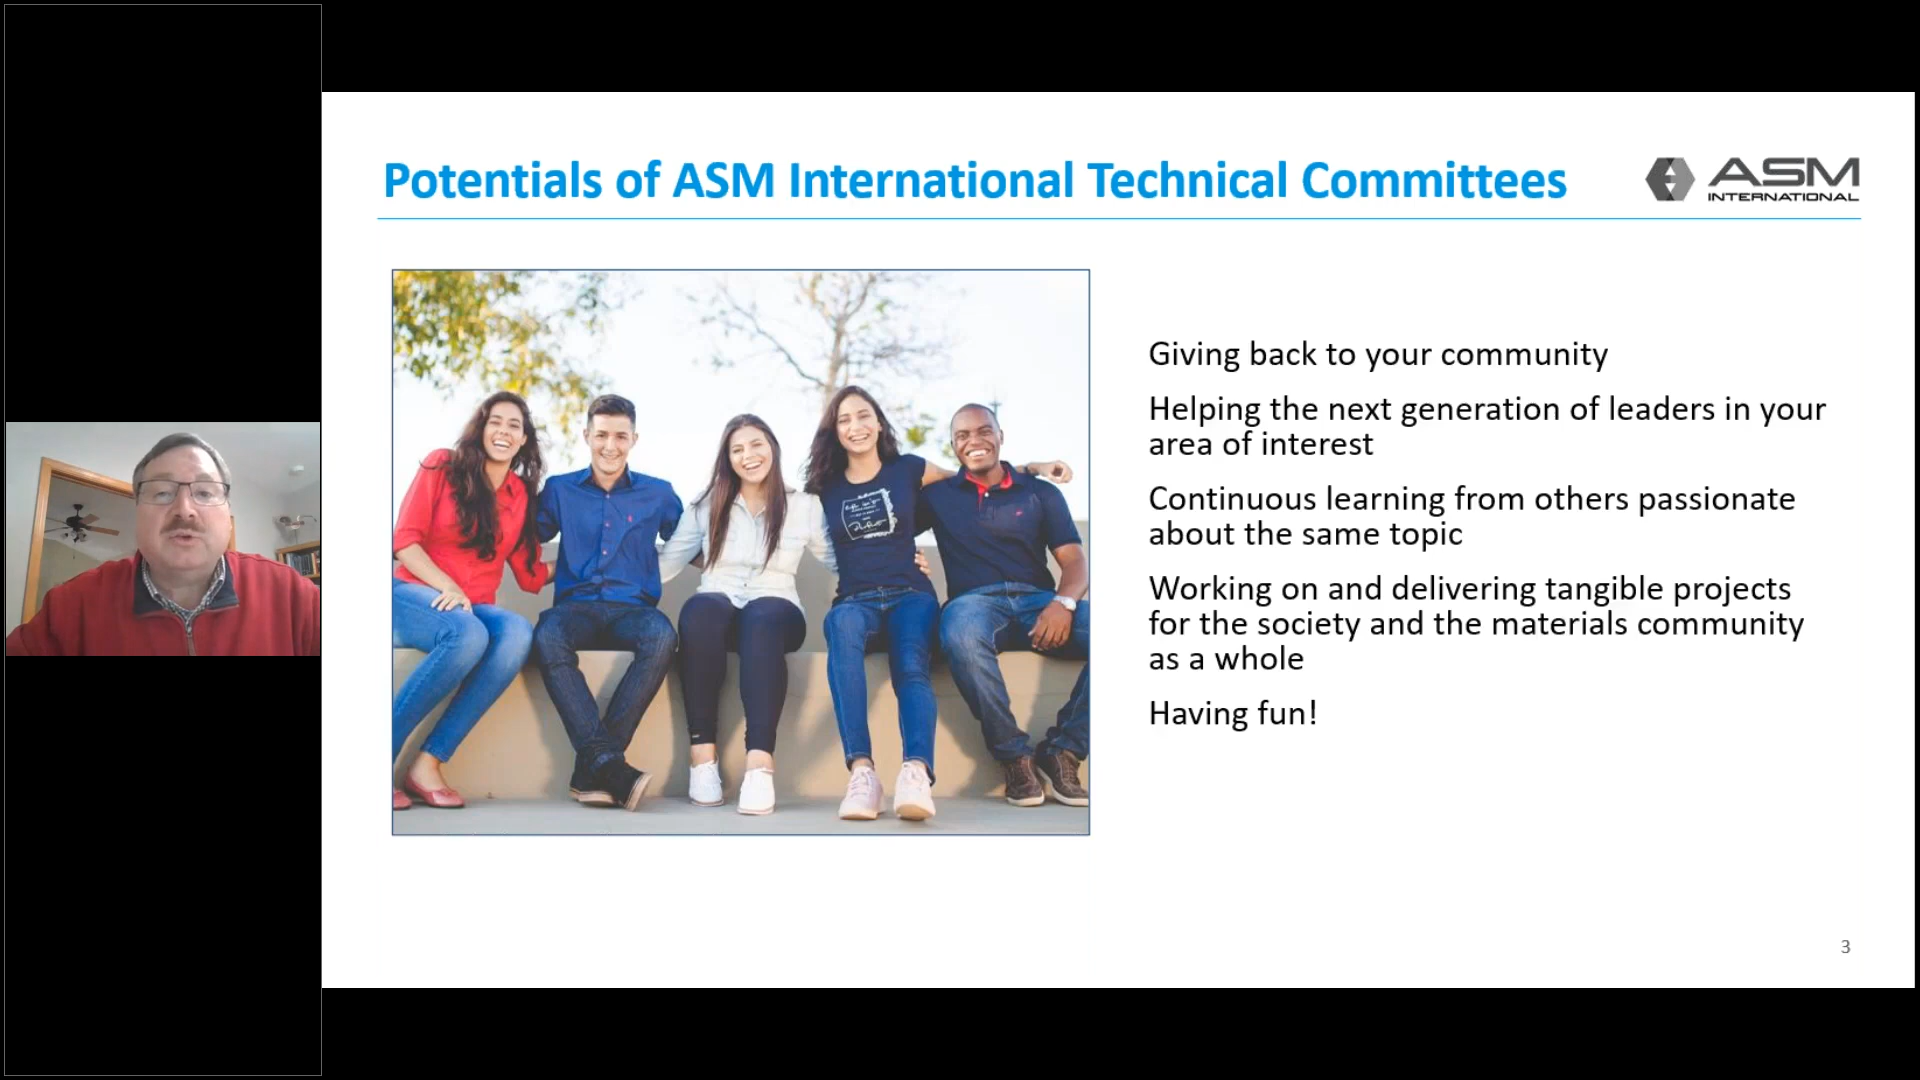 Potentials of ASM International Technical Committees
ASM
INTERNATIONAL
Giving back to your community
Helping the next generation of leaders in your
area of interest
Continuous learning from others passionate
about the same topic
Working on and delivering tangible projects
for the society and the materials community
as a whole
Having fun!
3